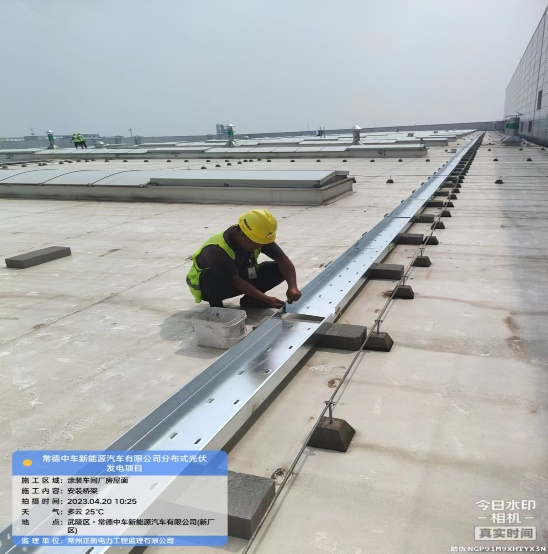 常德中车新能源汽车有限公司分布式光伏
发电项目
施工区域：涂装车间厂房屋面
施工内容：安装桥架
拍摄时间：2023.04.20 10:25
天　气：多云 25℃
地　点：武陵区·常德中车新能源汽车有限公司(新厂
区)
监理单位：常州正衡电力工程监理有限公司
今日水印
-相机-
真实时间
防伪 NGP91M9XHTYX3N